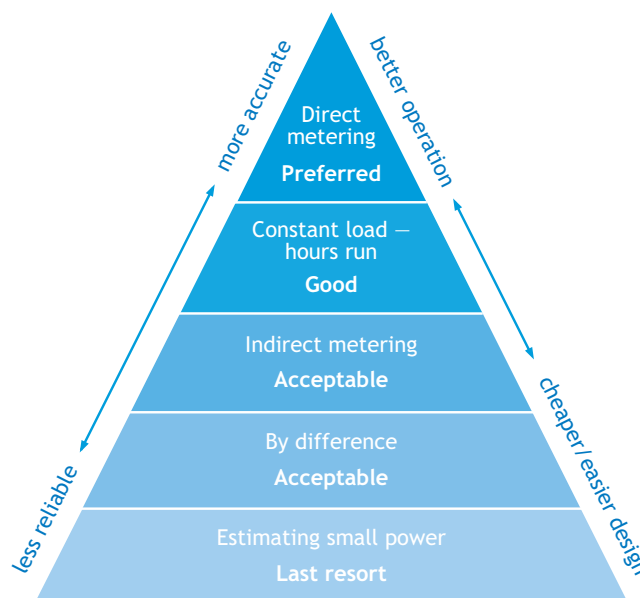 more accurate
better operation
Direct
metering
Preferred
Constant load —
hours run
Good
Indirect metering
Acceptable
By difference
Acceptable
less reliable
cheaper/easier design
Estimating small power
Last resort